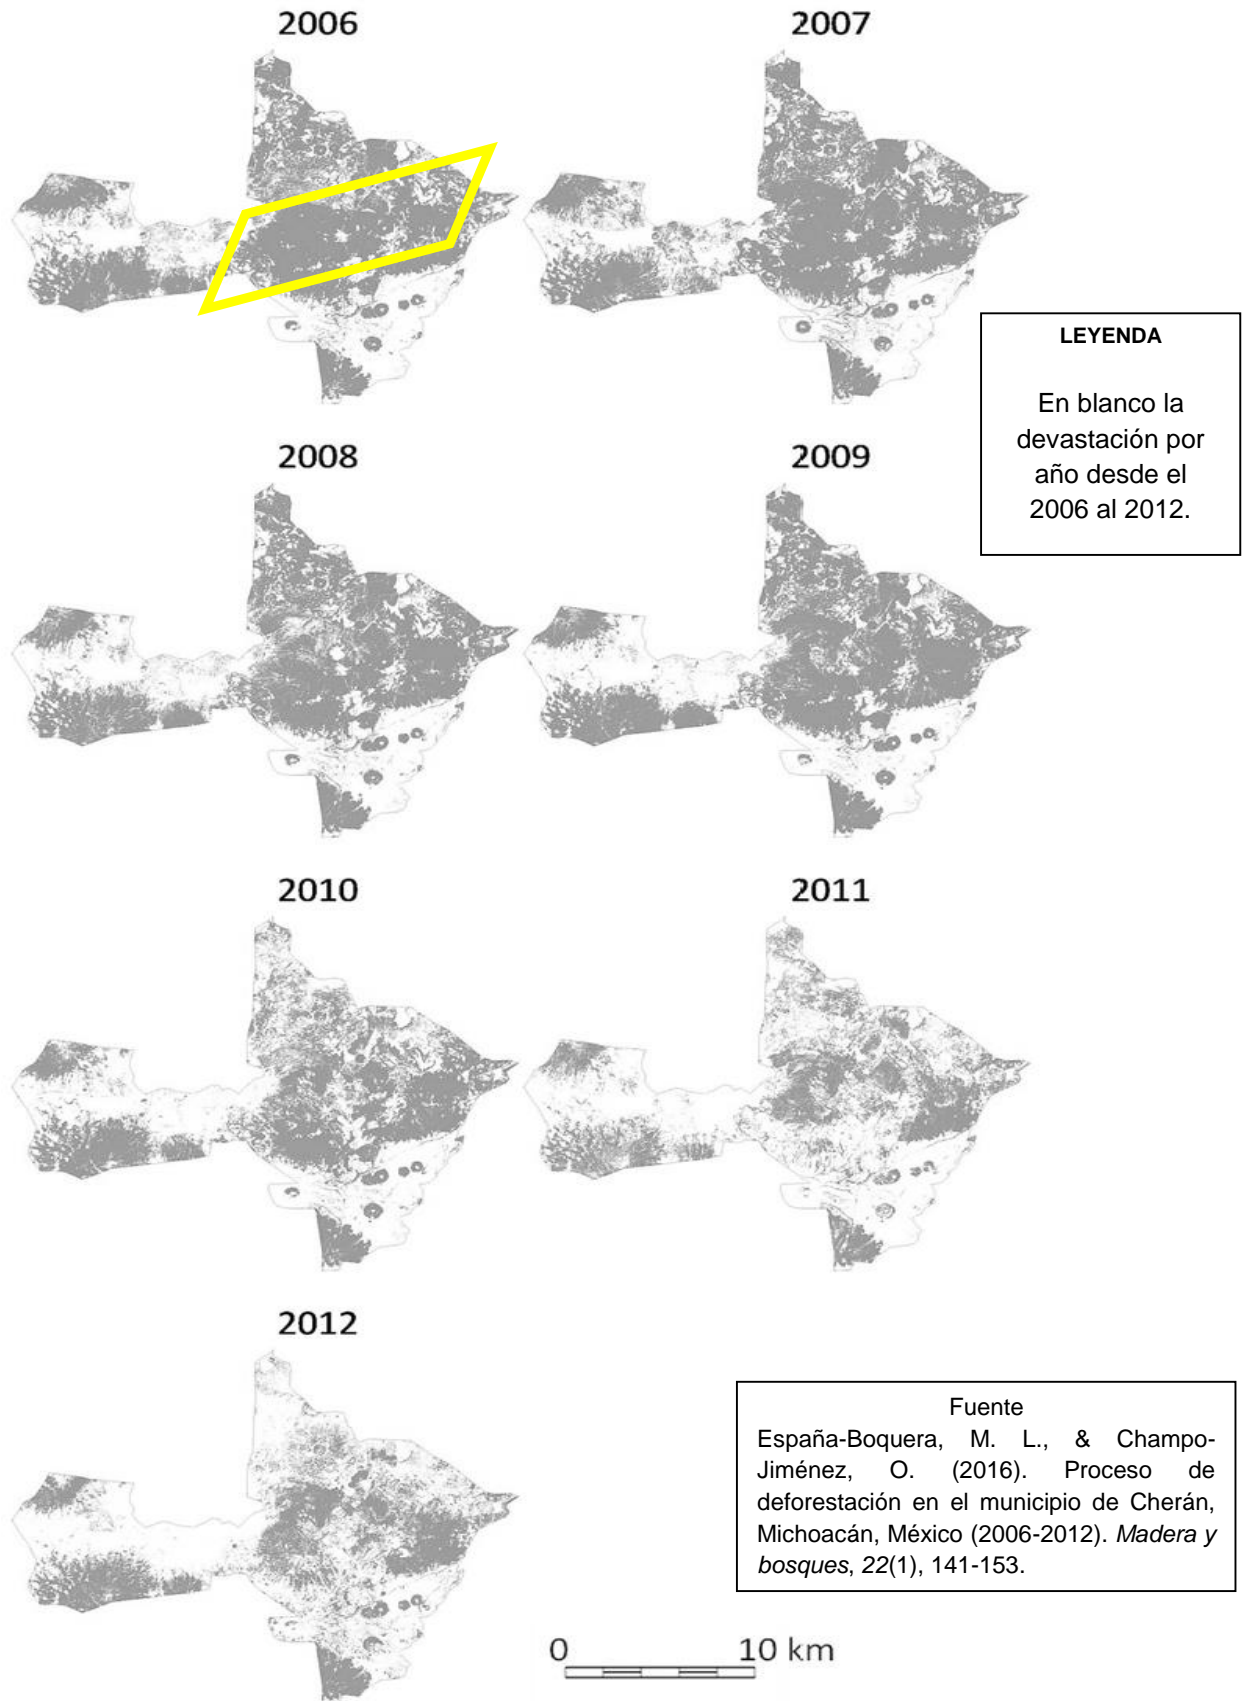 2006
2007
LEYENDA
En blanco la
devastación por
año desde el
2006 al 2012.
2008
2009
2010
2011
2012
Fuente
España-Boquera, M. L., & Champo-
Jiménez, O. (2016). Proceso de
deforestación en el municipio de Cherán,
Michoacán, México (2006-2012). Madera y
bosques, 22(1), 141-153.
0 10 km